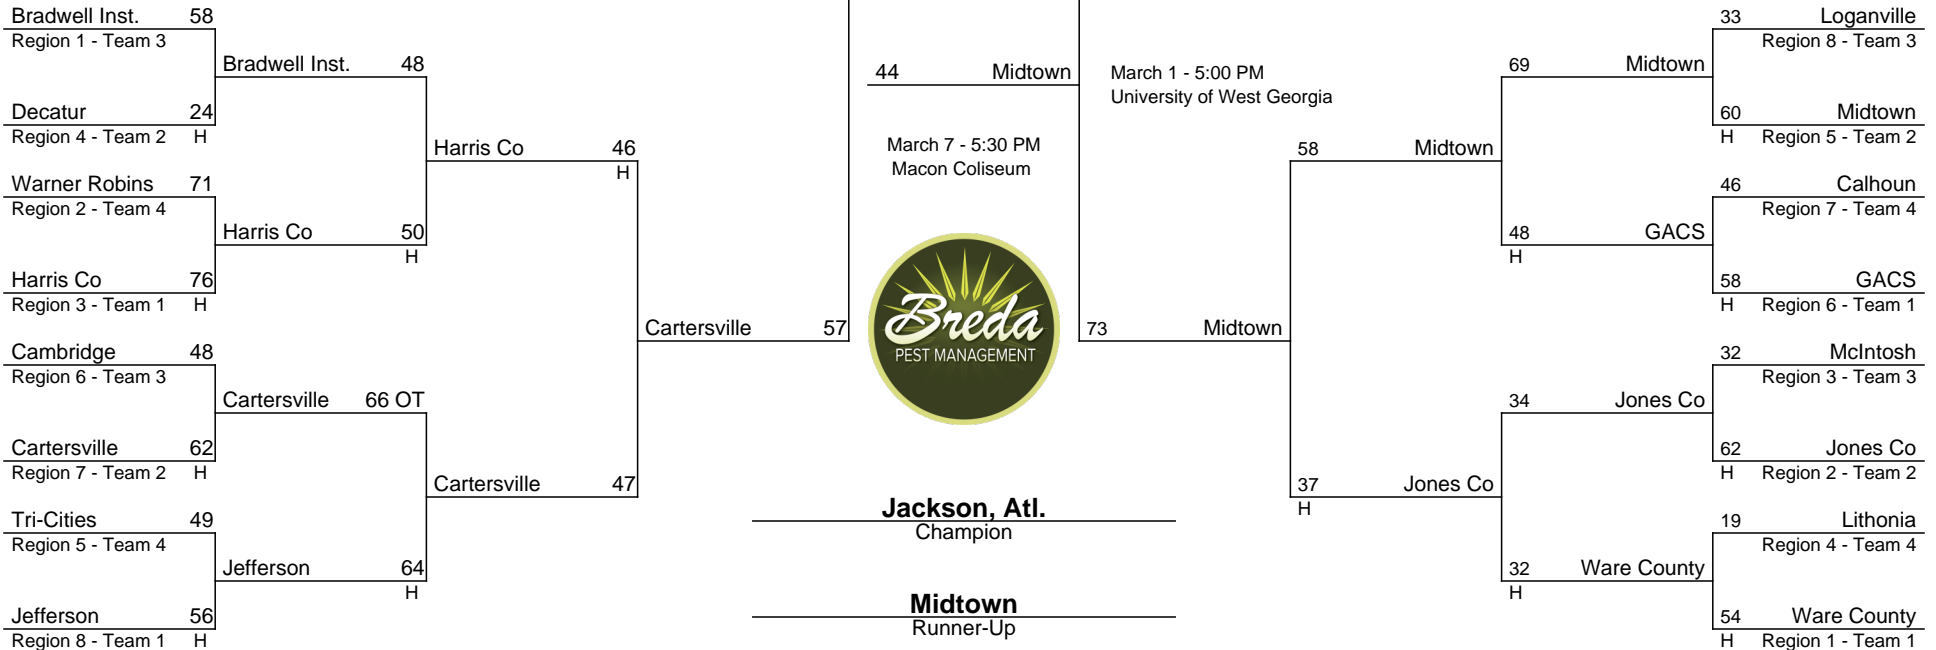 Bradwell Inst. 58
Region 1 - Team 3
Bradwell Inst. 48
Decatur 24
Region 4 - Team 2 H
Harris Co 46
H
Warner Robins 71
Region 2 - Team 4
Harris Co 50
H
Harris Co 76
Region 3 - Team 1 H
Cartersville 57
Cambridge 48
Region 6 - Team 3
Cartersville 66 OT
Cartersville 62
Region 7 - Team 2 H
Cartersville 47
Tri-Cities 49
Region 5 - Team 4
Jefferson 64
H
Jefferson 56
Region 8 - Team 1 H
44 Midtown
March 7 - 5:30 PM
Macon Coliseum
Breda
PEST MANAGEMENT
Jackson, Atl.
Champion
Midtown
Runner-Up
March 1 - 5:00 PM
University of West Georgia
33 Loganville
Region 8 - Team 3
69 Midtown
60 Midtown
H Region 5 - Team 2
58 Midtown
46 Calhoun
Region 7 - Team 4
48 GACS
H
58 GACS
H Region 6 - Team 1
73 Midtown
32 McIntosh
Region 3 - Team 3
34 Jones Co
62 Jones Co
H Region 2 - Team 2
37 Jones Co
H
19 Lithonia
Region 4 - Team 4
32 Ware County
H
54 Ware County
H Region 1 - Team 1